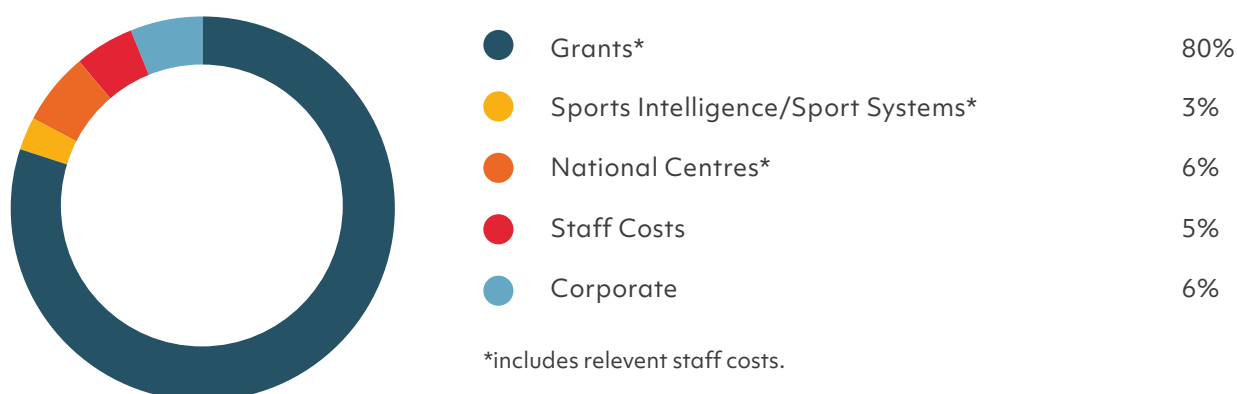 Grants* 80%
Sports Intelligence/Sport Systems* 3%
National Centres* 6%
Staff Costs 5%
Corporate 6%
*includes relevent staff costs.